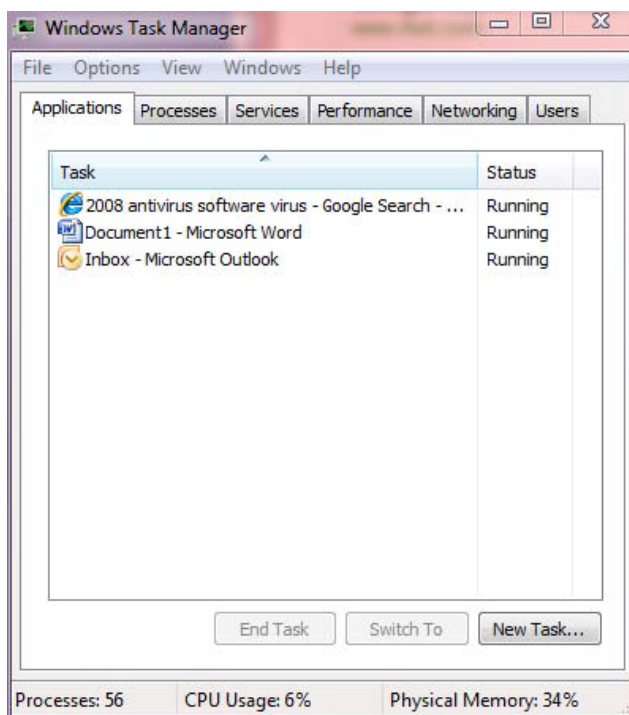 Windows Task Manager
File Options View Windows Help
Applications Processes Services Performance Networking Users
Task Status
2008 antivirus software virus - Google Search - ... Running
Document1 - Microsoft Word Running
Inbox - Microsoft Outlook Running
End Task Switch To New Task...
Processes: 56 CPU Usage: 6% Physical Memory: 34%